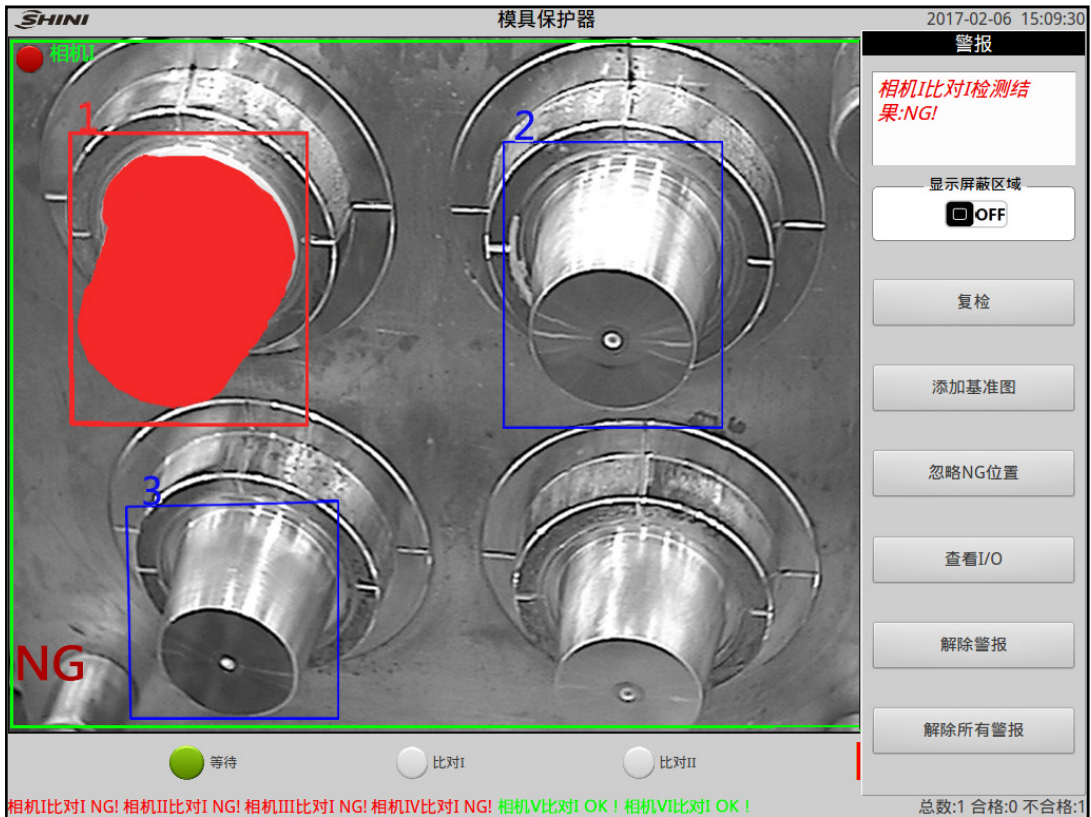 SHINI
模具保护器
2017-02-06 15:09:30
相机I
1
2
3
NG
警报
相机I比对I检测结
果:NG!
显示屏蔽区域
OFF
复检
添加基准图
忽略NG位置
查看I/O
解除警报
解除所有警报
等待
比对I
比对II
相机I比对I NG! 相机II比对I NG! 相机III比对I NG! 相机IV比对I NG! 相机V比对I OK ! 相机VI比对I OK !
总数:1 合格:0 不合格:1